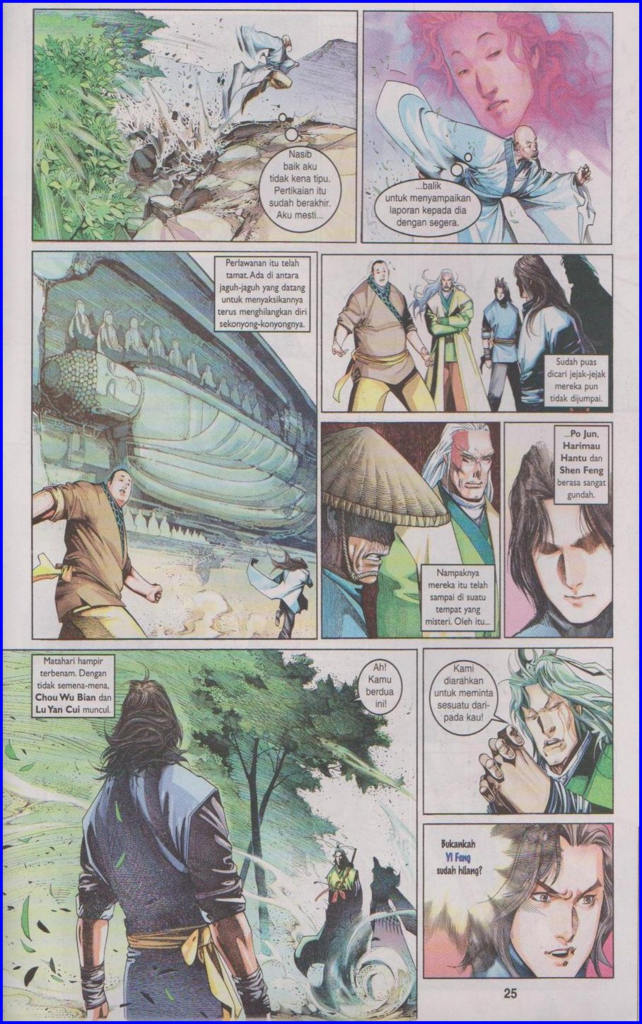 Nasib
baik aku
tidak kena tipu.
Pertikaian itu
sudah berakhir.
Aku mesti...
...balik
untuk menyampaikan
laporan kepada dia
dengan segera.
Perlawanan itu telah
tamat. Ada di antara
jaguh-jaguh yang datang
untuk menyaksikannya
terus menghilangkan diri
sekonyong-konyongnya.
Sudah puas
dicari jejak-jejak
mereka pun
tidak dijumpai.
Nampaknya
mereka itu telah
sampai di suatu
tempat yang
misteri. Oleh itu...
...Po Jun,
Harimau
Hantu dan
Shen Feng
berasa sangat
gundah.
Matahari hampir
terbenam. Dengan
tidak semena-mena,
Chou Wu Bian dan
Lu Yan Cui muncul.
Ah!
Kamu
berdua
ini!
Kami
diarahkan
untuk meminta
sesuatu dari-
pada kau!
Bukankah
Yi Feng
sudah hilang?
25